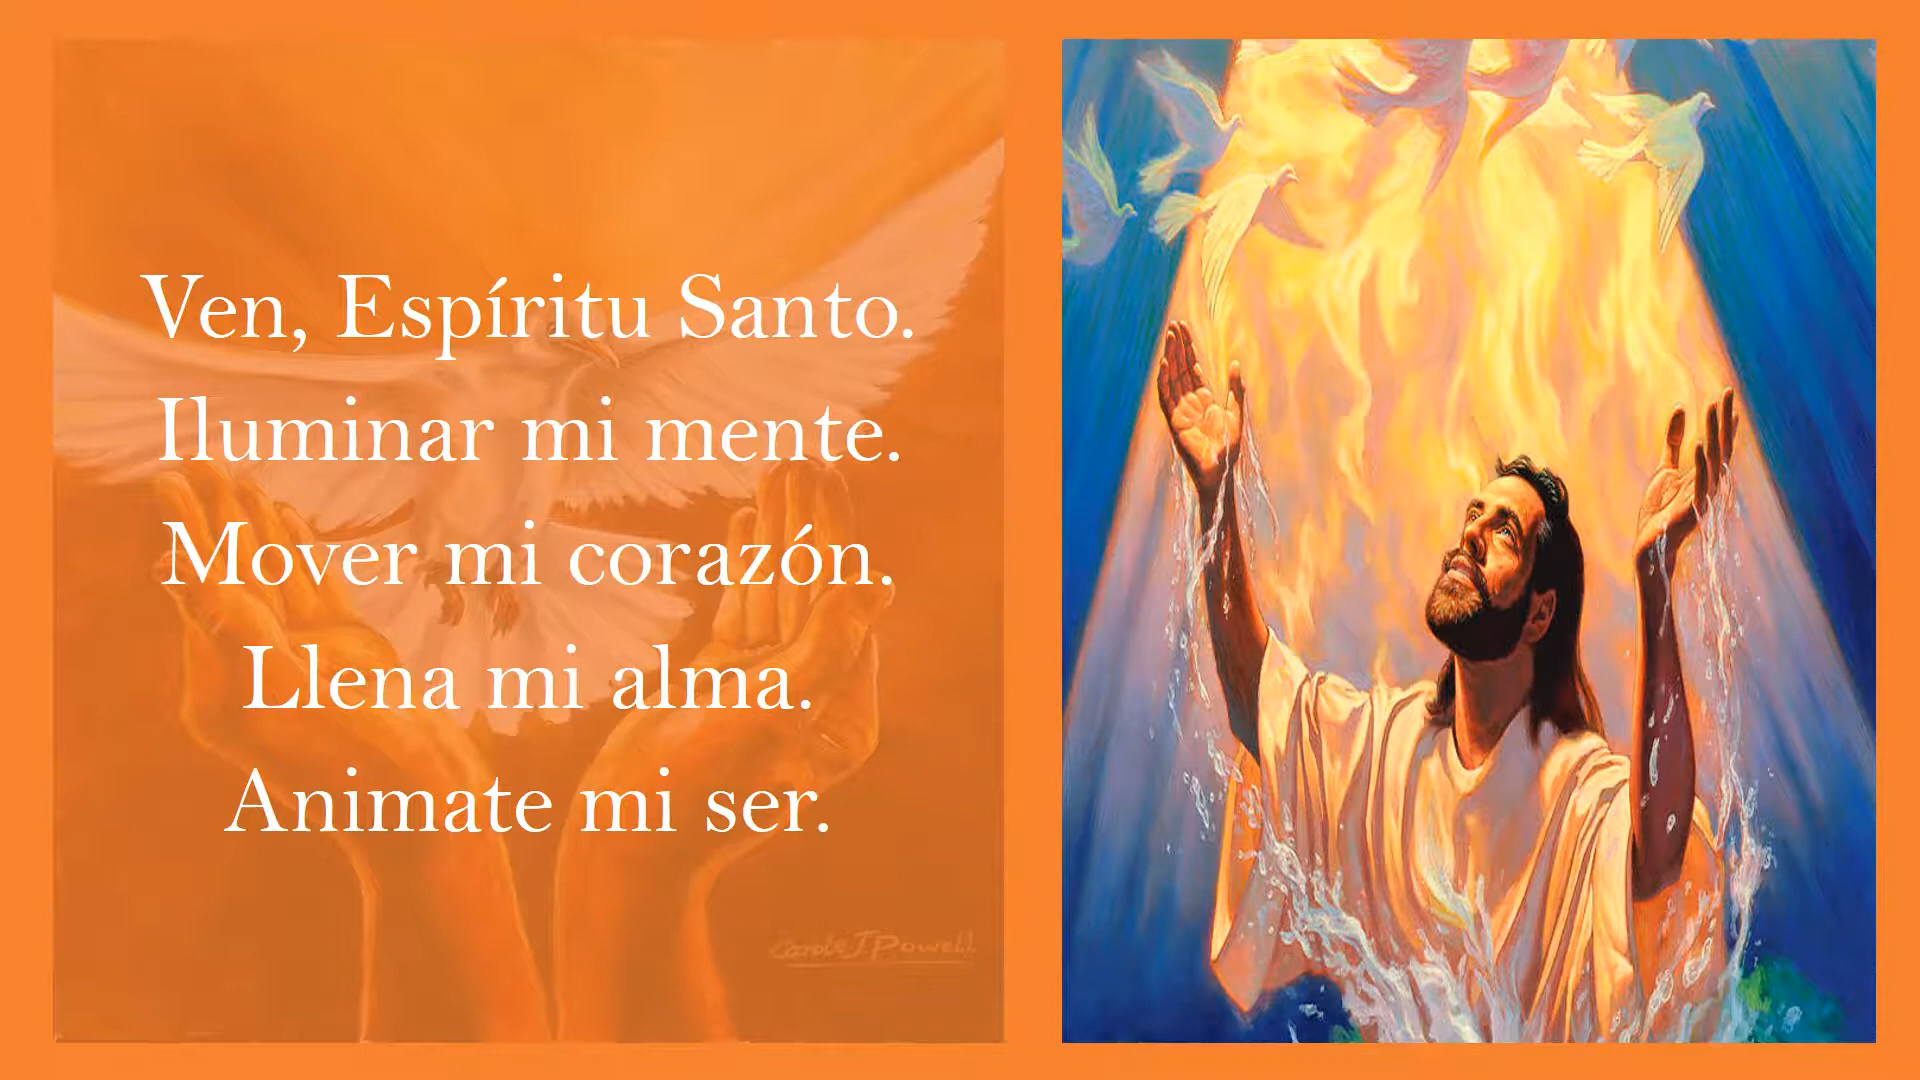 Ven, Espíritu Santo.
Iluminar mi mente.
Mover mi corazón.
Llena mi alma.
Animate mi ser.
Carole J Powell